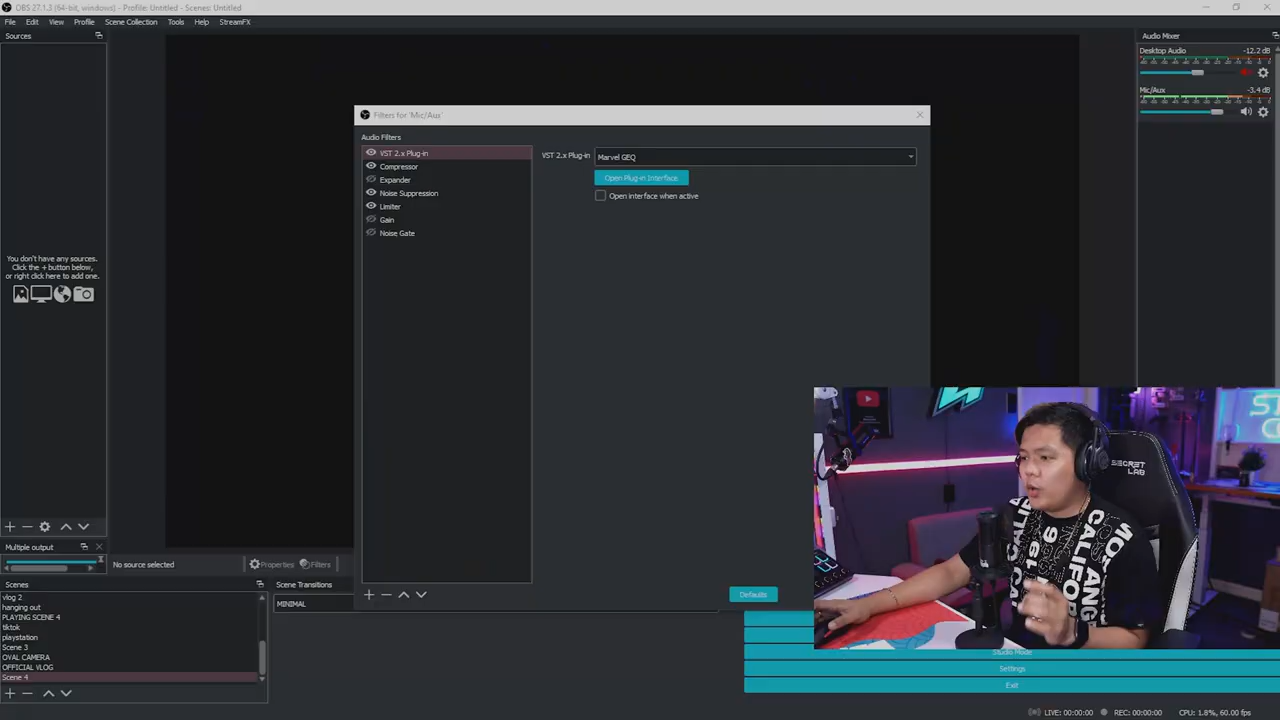 OBS 27.1.3 (64-bit, windows) - Profile: Untitled - Scenes: Untitled
File Edit View Profile Scene Collection Tools Help StreamFX
Sources
Audio Mixer
Desktop Audio -12.2 dB
Mic/Aux -3.4 dB
Filters for 'Mic/Aux'
Audio Filters
VST 2.x Plug-in
Compressor
Expander
Noise Suppression
Limiter
Gain
Noise Gate
VST 2.x Plug-in Marvel GEQ
Open Plug-in Interface
Open interface when active
You don't have any sources.
Click the + button below,
or right click here to add one.
Defaults
Multiple output
No source selected
Properties Filters
Scenes
Scene Transitions
vlog 2
hanging out
PLAYING SCENE 4
tiktok
playstation
Scene 3
OVAL CAMERA
OFFICIAL VLOG
Scene 4
MINIMAL
SECRET
LAB
Studio Mode
Settings
Exit
LIVE: 00:00:00 REC: 00:00:00 CPU: 1.8%, 60.00 fps